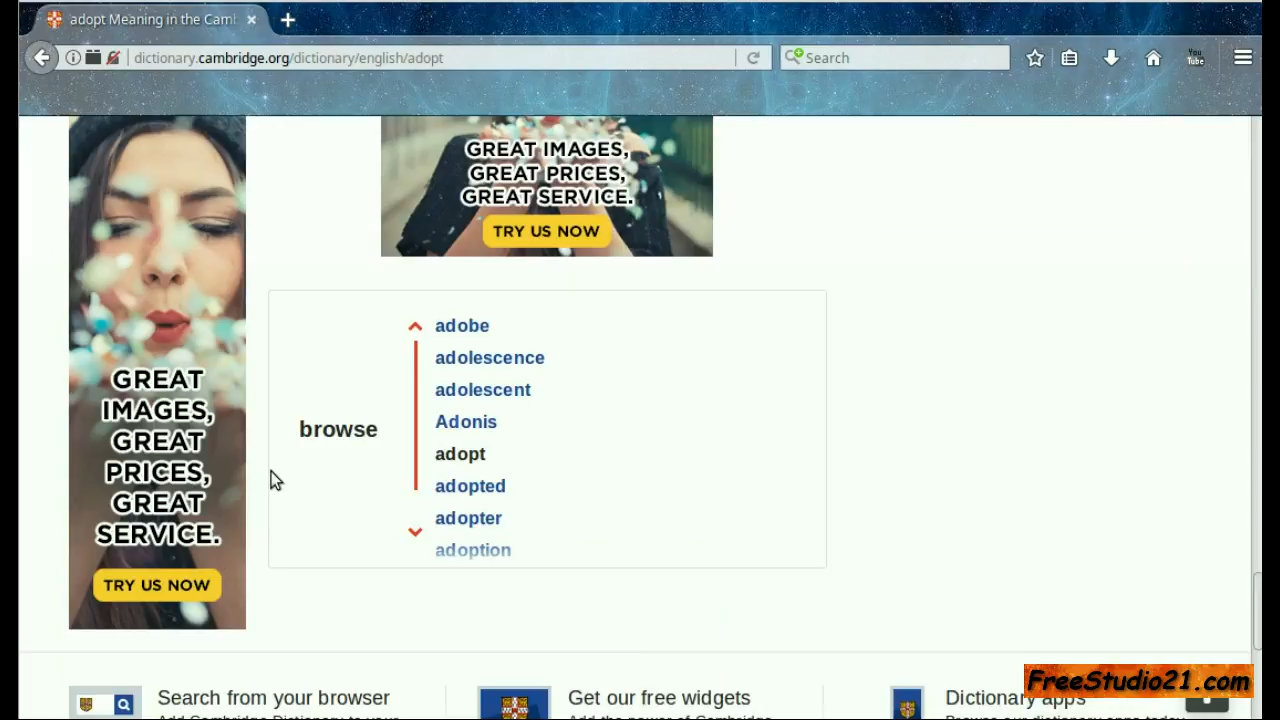 adopt Meaning in the Caml
dictionary.cambridge.org/dictionary/english/adopt
Search
You
Tube
GREAT IMAGES,
GREAT PRICES,
GREAT SERVICE.
TRY US NOW
GREAT
IMAGES,
GREAT
PRICES,
GREAT
SERVICE.
TRY US NOW
browse
adobe
adolescence
adolescent
Adonis
adopt
adopted
adopter
adoption
Search from your browser
Add Cambridge Dictionary to your
Get our free widgets
Add the power of Cambridge
Dictionary apps
Browse our dictionary apps today
FreeStudio21.com